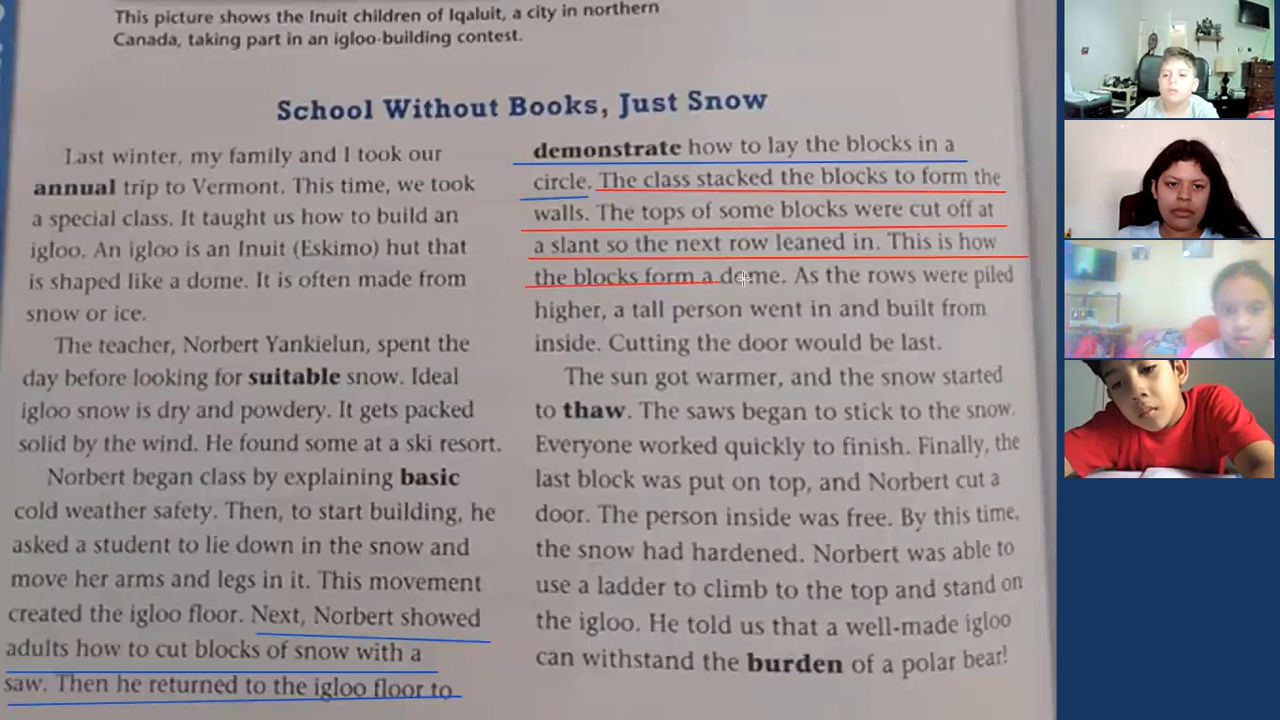 This picture shows the Inuit children of Iqaluit, a city in northern
Canada, taking part in an igloo-building contest.
School Without Books, Just Snow
Last winter, my family and I took our
annual trip to Vermont. This time, we took
a special class. It taught us how to build an
igloo. An igloo is an Inuit (Eskimo) hut that
is shaped like a dome. It is often made from
snow or ice.
The teacher, Norbert Yankielun, spent the
day before looking for suitable snow. Ideal
igloo snow is dry and powdery. It gets packed
solid by the wind. He found some at a ski resort.
Norbert began class by explaining basic
cold weather safety. Then, to start building, he
asked a student to lie down in the snow and
move her arms and legs in it. This movement
created the igloo floor. Next, Norbert showed
adults how to cut blocks of snow with a
saw. Then he returned to the igloo floor to
demonstrate how to lay the blocks in a
circle. The class stacked the blocks to form the
walls. The tops of some blocks were cut off at
a slant so the next row leaned in. This is how
the blocks form a dome. As the rows were piled
higher, a tall person went in and built from
inside. Cutting the door would be last.
The sun got warmer, and the snow started
to thaw. The saws began to stick to the snow.
Everyone worked quickly to finish. Finally, the
last block was put on top, and Norbert cut a
door. The person inside was free. By this time,
the snow had hardened. Norbert was able to
use a ladder to climb to the top and stand on
the igloo. He told us that a well-made igloo
can withstand the burden of a polar bear!